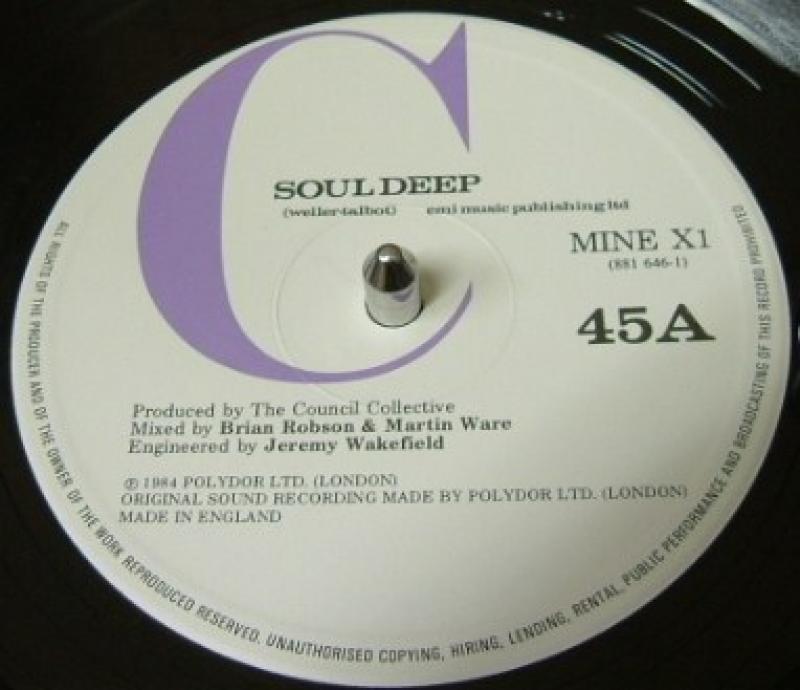 C
SOUL DEEP
(weller-talbot) emi music publishing ltd
MINE X1
(881 646-1)
45A
Produced by The Council Collective
Mixed by Brian Robson & Martin Ware
Engineered by Jeremy Wakefield
℗ 1984 POLYDOR LTD. (LONDON)
ORIGINAL SOUND RECORDING MADE BY POLYDOR LTD. (LONDON)
MADE IN ENGLAND
ALL RIGHTS OF THE PRODUCER AND OF THE OWNER OF THE WORK REPRODUCED RESERVED. UNAUTHORISED COPYING, HIRING, LENDING, RENTAL, PUBLIC PERFORMANCE AND BROADCASTING OF THIS RECORD PROHIBITED